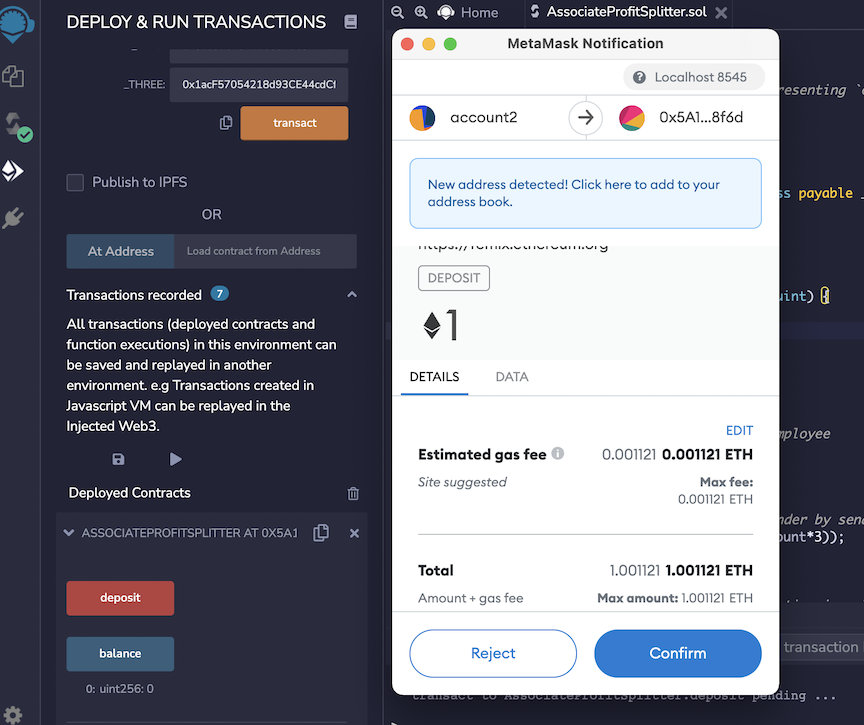 DEPLOY & RUN TRANSACTIONS
_THREE:
0x1acF57054218d93CE44cdC
transact
Publish to IPFS
OR
At Address
Load contract from Address
Transactions recorded 7
All transactions (deployed contracts and
function executions) in this environment can
be saved and replayed in another
environment. e.g Transactions created in
Javascript VM can be replayed in the
Injected Web3.
Deployed Contracts
ASSOCIATEPROFITSPLITTER AT 0X5A1
deposit
balance
0: uint256: 0
Home
AssociateProfitSplitter.sol
MetaMask Notification
Localhost 8545
account2
0x5A1...8f6d
New address detected! Click here to add to your
address book.
https://remix.ethereum.org
DEPOSIT
1
DETAILS
DATA
EDIT
Estimated gas fee
0.001121 0.001121 ETH
Site suggested
Max fee:
0.001121 ETH
Total
1.001121 1.001121 ETH
Amount + gas fee
Max amount: 1.001121 ETH
Reject
Confirm
payable _
uint) {
nder by send
ount*3));
transaction
transact to AssociateProfitSplitter.deposit pending ...